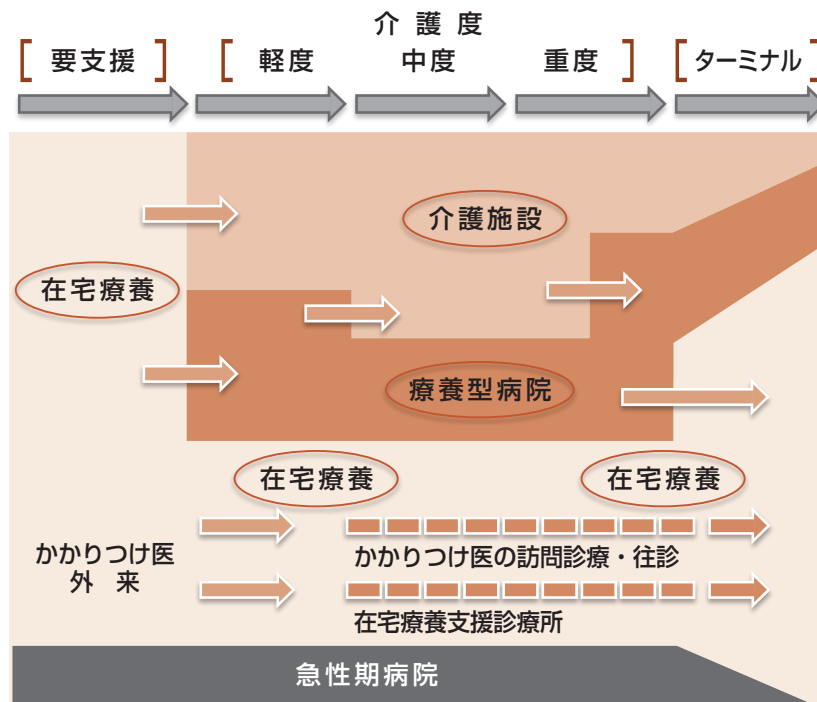 介護度
[要支援] [軽度 中度 重度] [ターミナル]
介護施設
在宅療養
療養型病院
在宅療養 在宅療養
かかりつけ医
外来
かかりつけ医の訪問診療・往診
在宅療養支援診療所
急性期病院